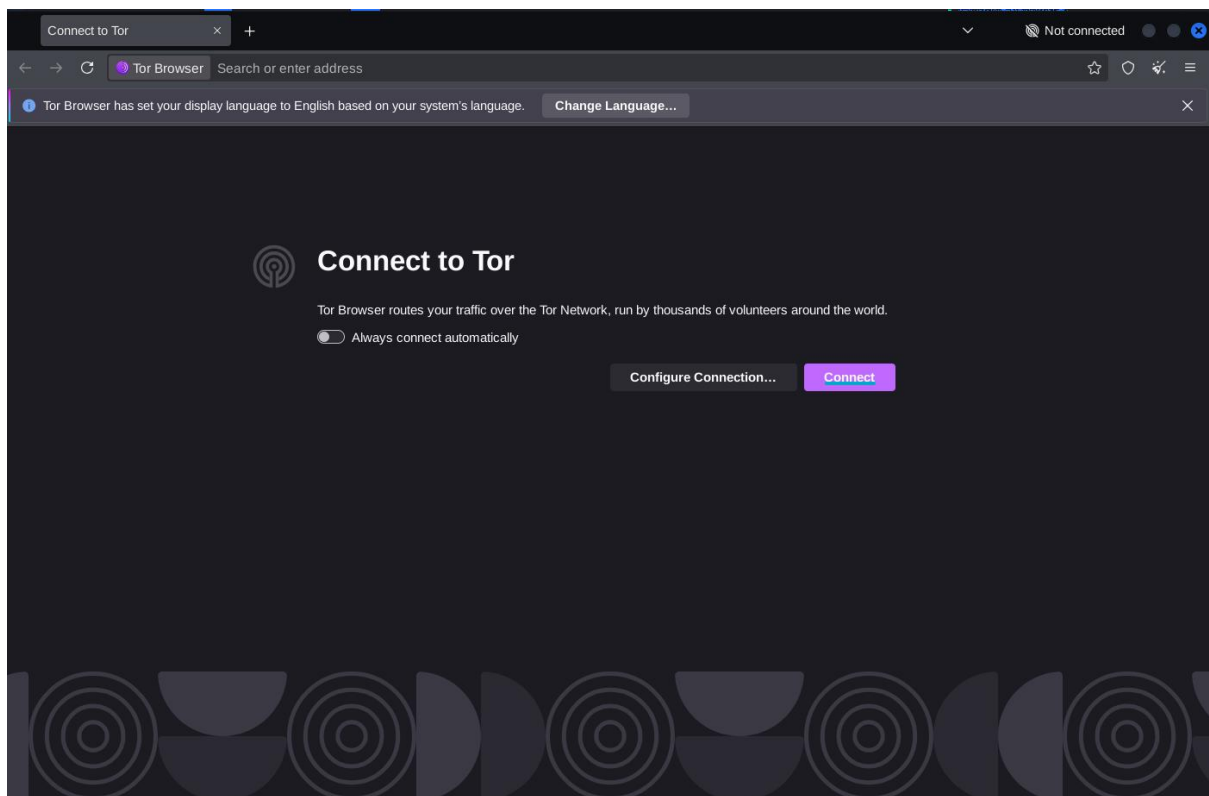 Connect to Tor
Not connected
Tor Browser Search or enter address
Tor Browser has set your display language to English based on your system's language. Change Language...
Connect to Tor
Tor Browser routes your traffic over the Tor Network, run by thousands of volunteers around the world.
Always connect automatically
Configure Connection... Connect